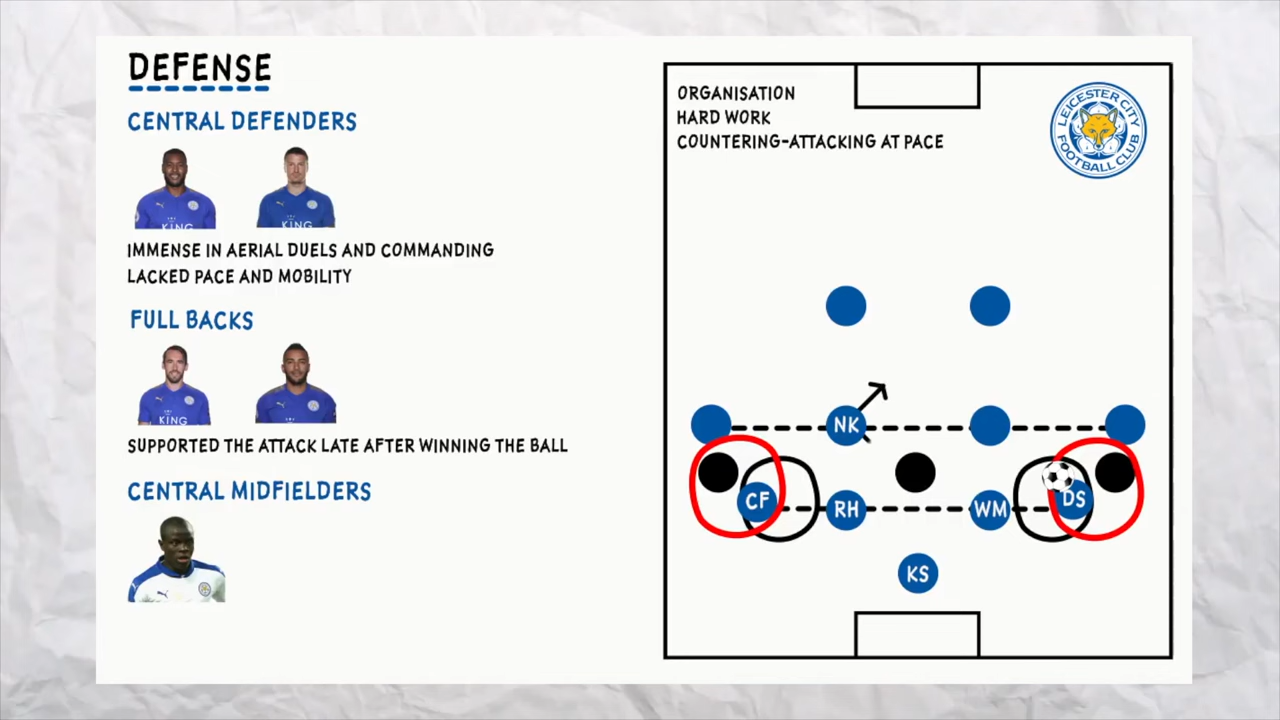 DEFENSE
CENTRAL DEFENDERS
KING
KING
IMMENSE IN AERIAL DUELS AND COMMANDING
LACKED PACE AND MOBILITY
FULL BACKS
KING
SUPPORTED THE ATTACK LATE AFTER WINNING THE BALL
CENTRAL MIDFIELDERS
ORGANISATION
HARD WORK
COUNTERING-ATTACKING AT PACE
LEICESTER CITY
FOOTBALL CLUB
NK
CF
RH
WM
DS
KS